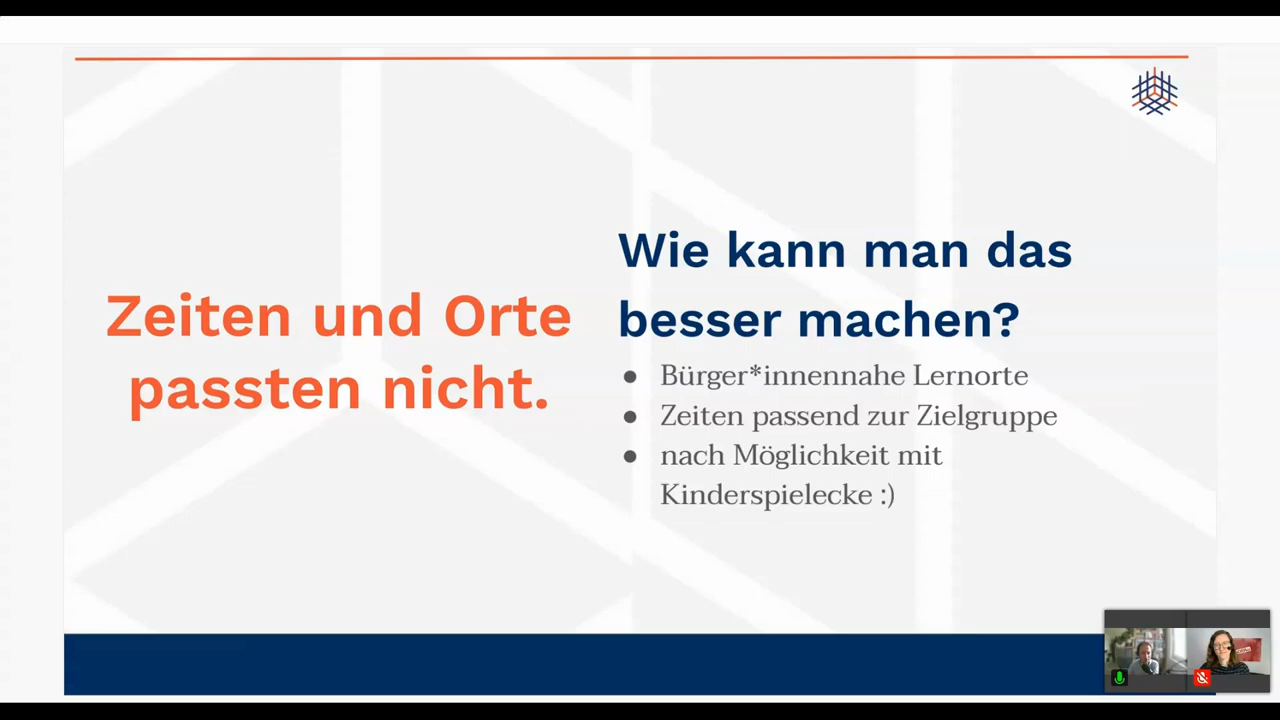 Zeiten und Orte
passten nicht.
Wie kann man das
besser machen?
● Bürger*innennahe Lernorte
● Zeiten passend zur Zielgruppe
● nach Möglichkeit mit
Kinderspielecke :)